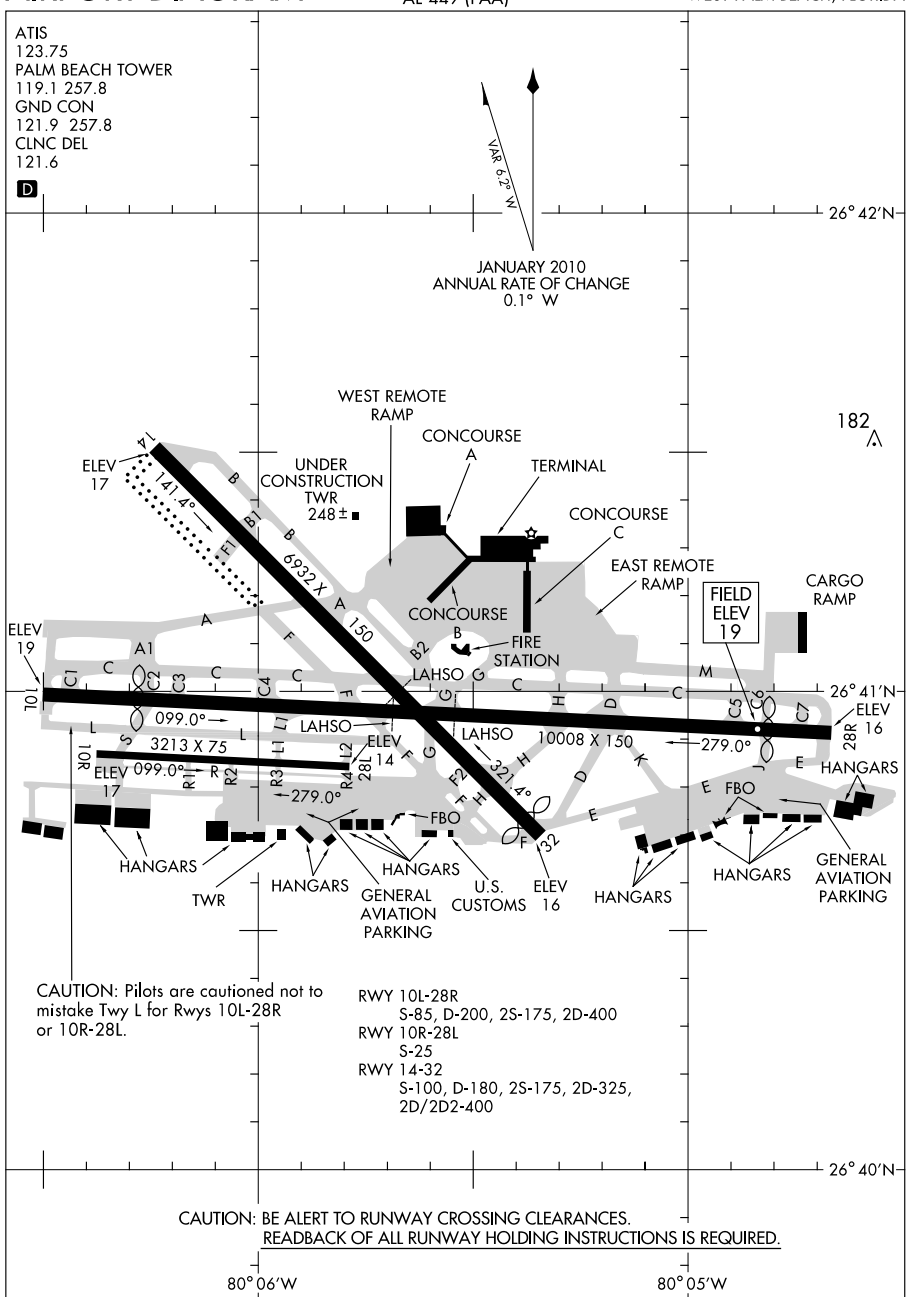 AL-449 (FAA)
ATIS
123.75
PALM BEACH TOWER
119.1 257.8
GND CON
121.9 257.8
CLNC DEL
121.6
D
VAR 6.2° W
26° 42'N
JANUARY 2010
ANNUAL RATE OF CHANGE
0.1° W
182
WEST REMOTE
RAMP
CONCOURSE
A
TERMINAL
UNDER
CONSTRUCTION
TWR
248 ±
CONCOURSE
C
EAST REMOTE
RAMP
FIELD
ELEV
19
CARGO
RAMP
14
ELEV
17
141.4°
B
B1
B
F1
6932 X 150
A
A
F
B2
CONCOURSE
B
FIRE
STATION
ELEV
19
A1
M
26° 41'N
10L
C1
C
C2
C3
C
C
C4
C
F
LAHSO
G
G
C
H
D
C
C5
C6
C7
ELEV
16
28R
099.0°
LAHSO
LAHSO
10008 X 150
279.0°
L
S
L
L1
3213 X 75
ELEV
14
10R
ELEV
17
099.0°
R
R1
R2
R3
L1
R4
L2
28L
279.0°
F
G
F2
F
H
H
321.4°
D
K
E
E
J
E
F
32
ELEV
16
FBO
HANGARS
TWR
HANGARS
GENERAL
AVIATION
PARKING
HANGARS
U.S.
CUSTOMS
HANGARS
FBO
HANGARS
HANGARS
GENERAL
AVIATION
PARKING
CAUTION: Pilots are cautioned not to
mistake Twy L for Rwys 10L-28R
or 10R-28L.
RWY 10L-28R
S-85, D-200, 2S-175, 2D-400
RWY 10R-28L
S-25
RWY 14-32
S-100, D-180, 2S-175, 2D-325,
2D/2D2-400
26° 40'N
CAUTION: BE ALERT TO RUNWAY CROSSING CLEARANCES.
READBACK OF ALL RUNWAY HOLDING INSTRUCTIONS IS REQUIRED.
80° 06'W
80° 05'W